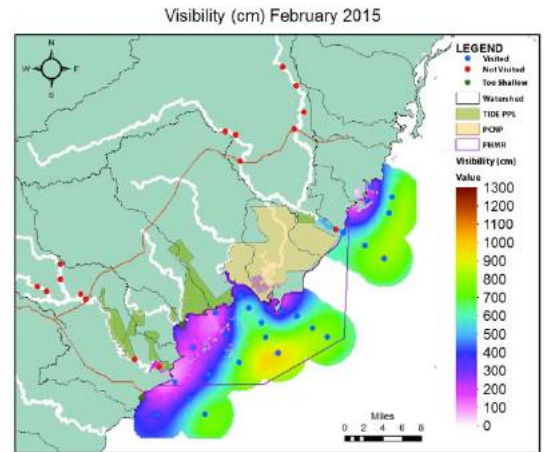 Visibility (cm) February 2015
N
W
E
S
LEGEND
Visited
Not Visited
Too Shallow
Watershed
TIDE PPL
PCNP
PHMR
Visibility (cm)
Value
1300
1200
1100
1000
900
800
700
600
500
400
300
200
100
0
Miles
0 2 4 6 8